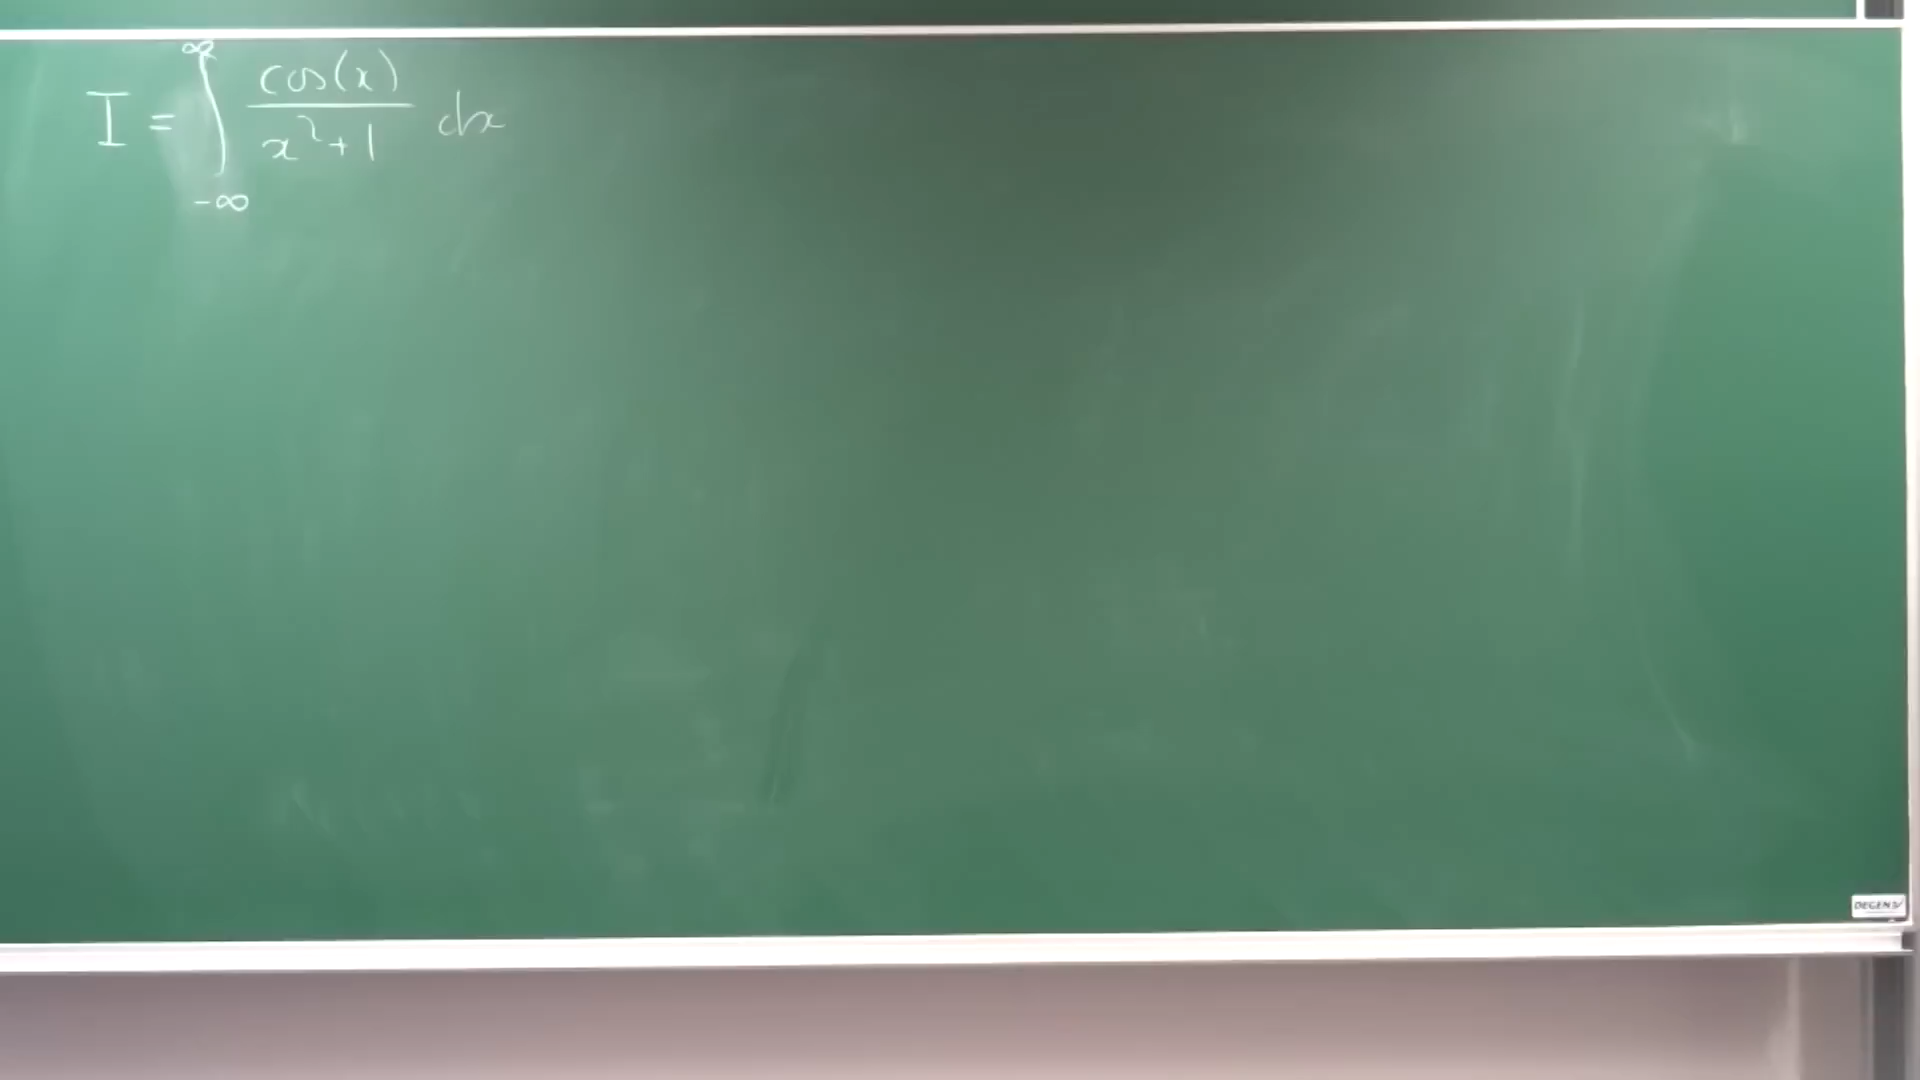 I = ∫_{-∞}^{∞} cos(x)/(x²+1) dx